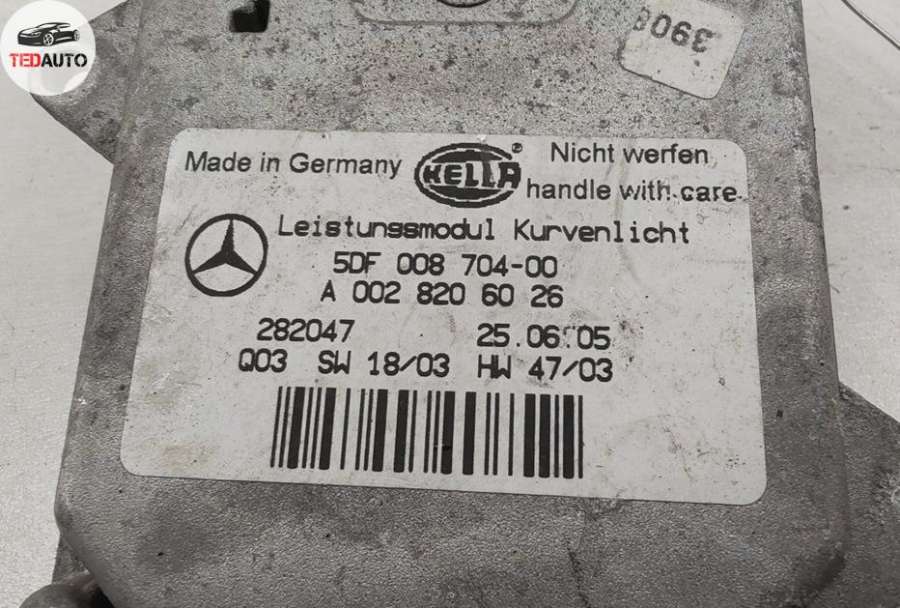 TEDAUTO
3906
Made in Germany
HELLA
®
Nicht werfen
handle with care
Leistungsmodul Kurvenlicht
5DF 008 704-00
A 002 820 60 26
282047 25.06.05
Q03 SW 18/03 HW 47/03